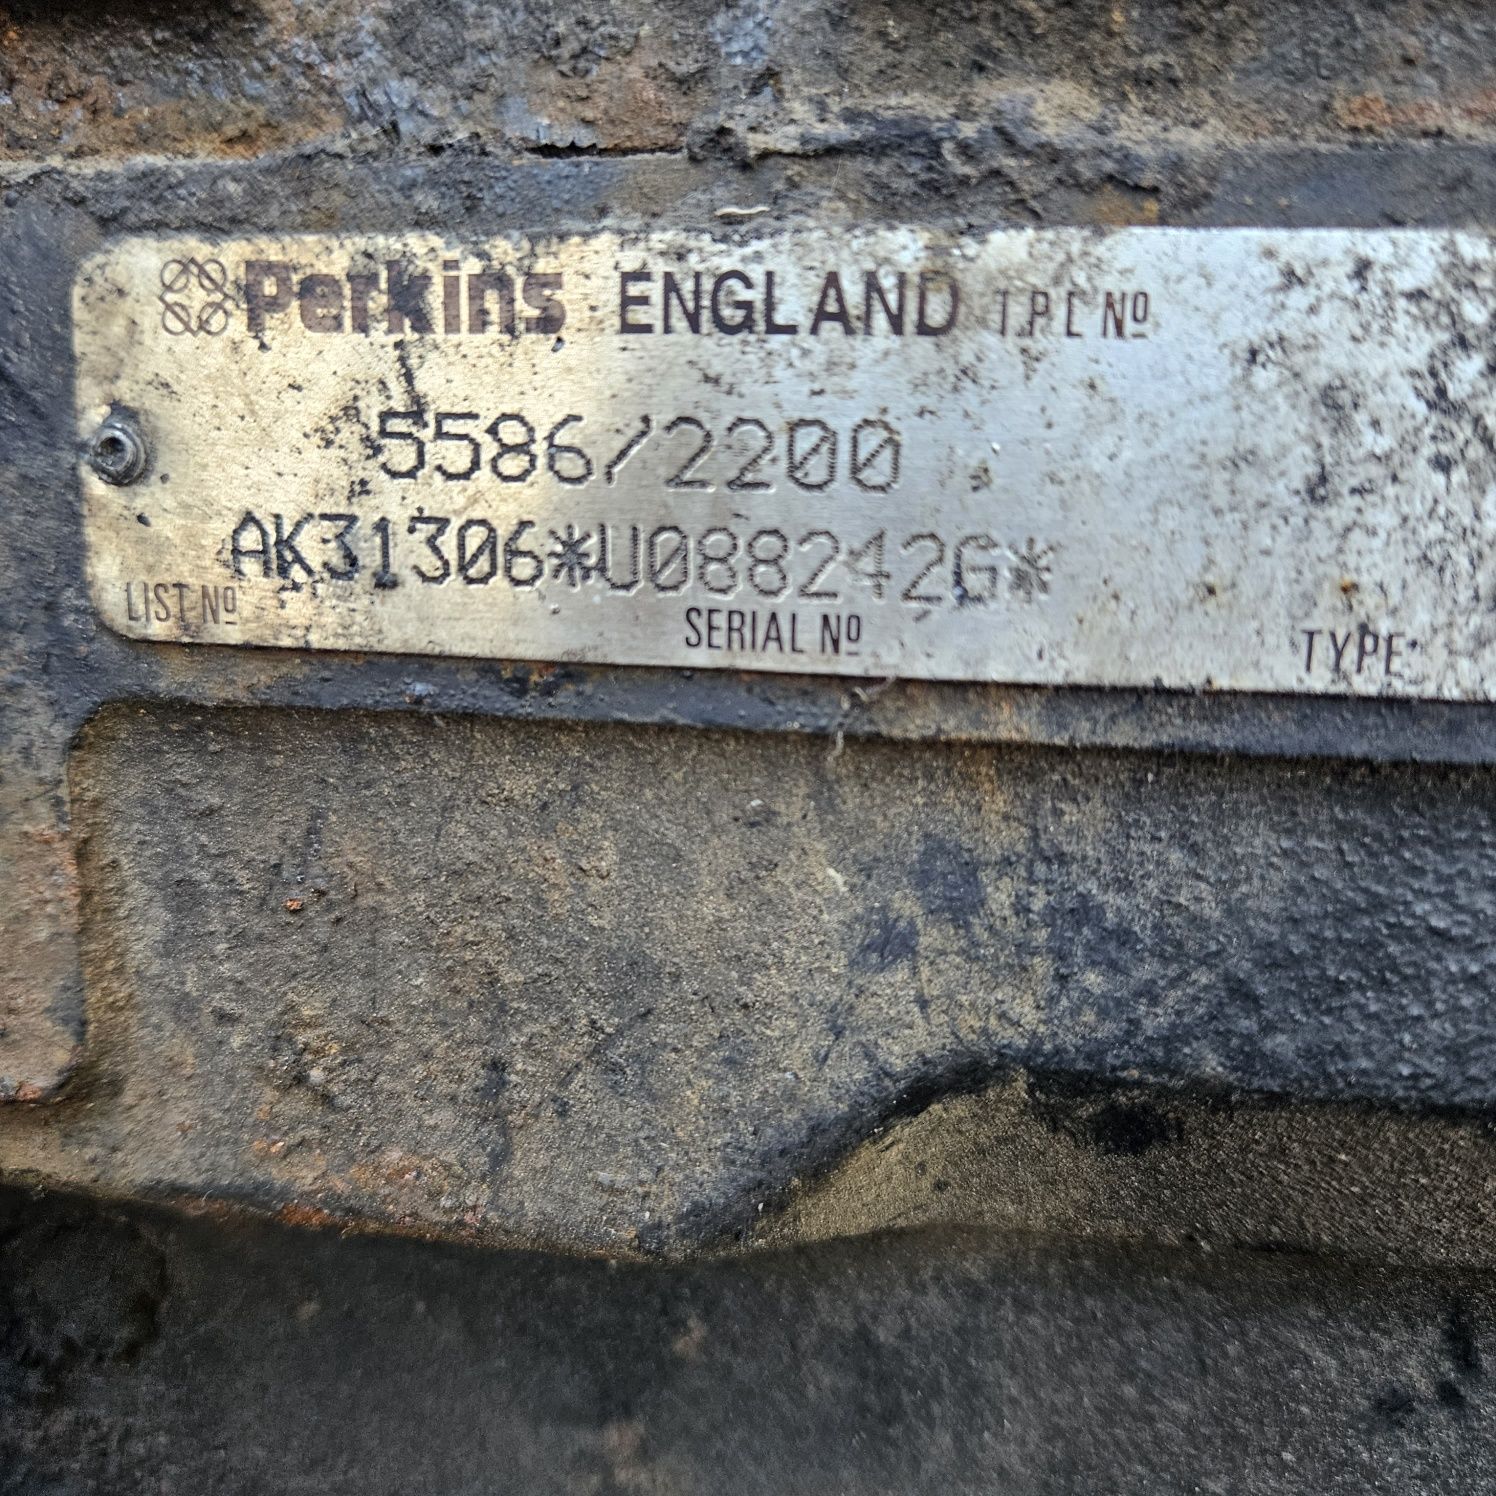 Perkins ENGLAND T.P.L Nº
5586/2200
AK31306*U088242G*
LIST Nº SERIAL Nº TYPE